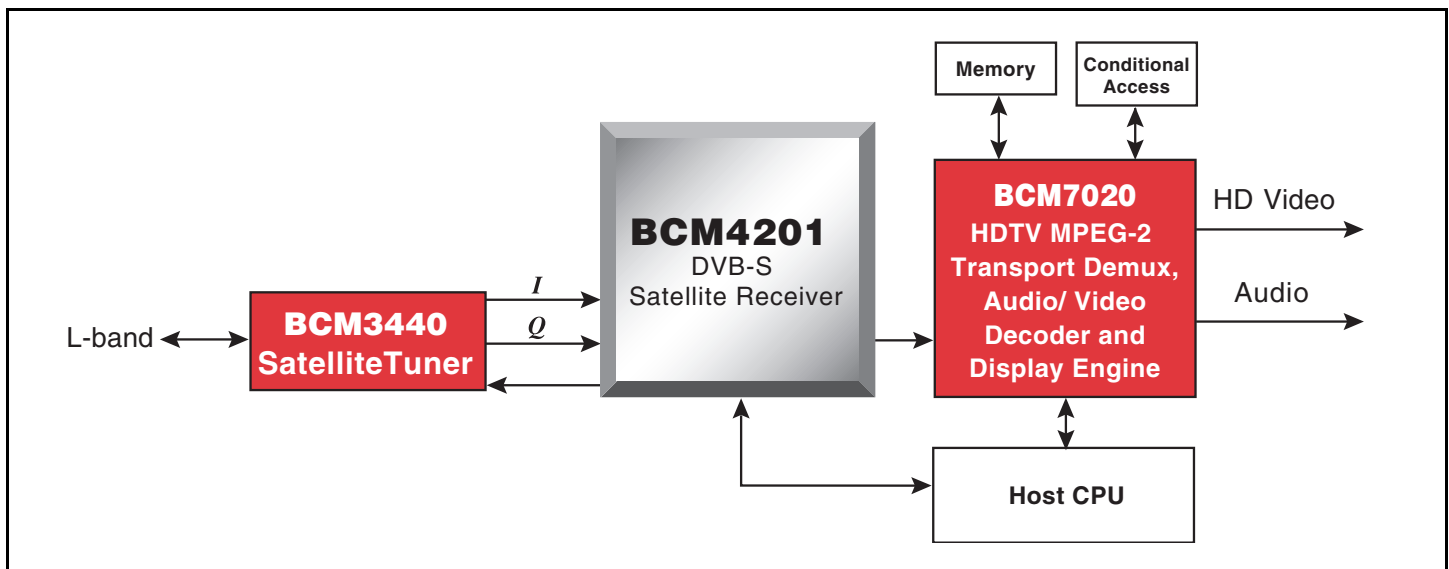 Memory
Conditional
Access
BCM7020
HDTV MPEG-2
Transport Demux,
Audio/ Video
Decoder and
Display Engine
HD Video
Audio
BCM4201
DVB-S
Satellite Receiver
I
Q
BCM3440
SatelliteTuner
L-band
Host CPU